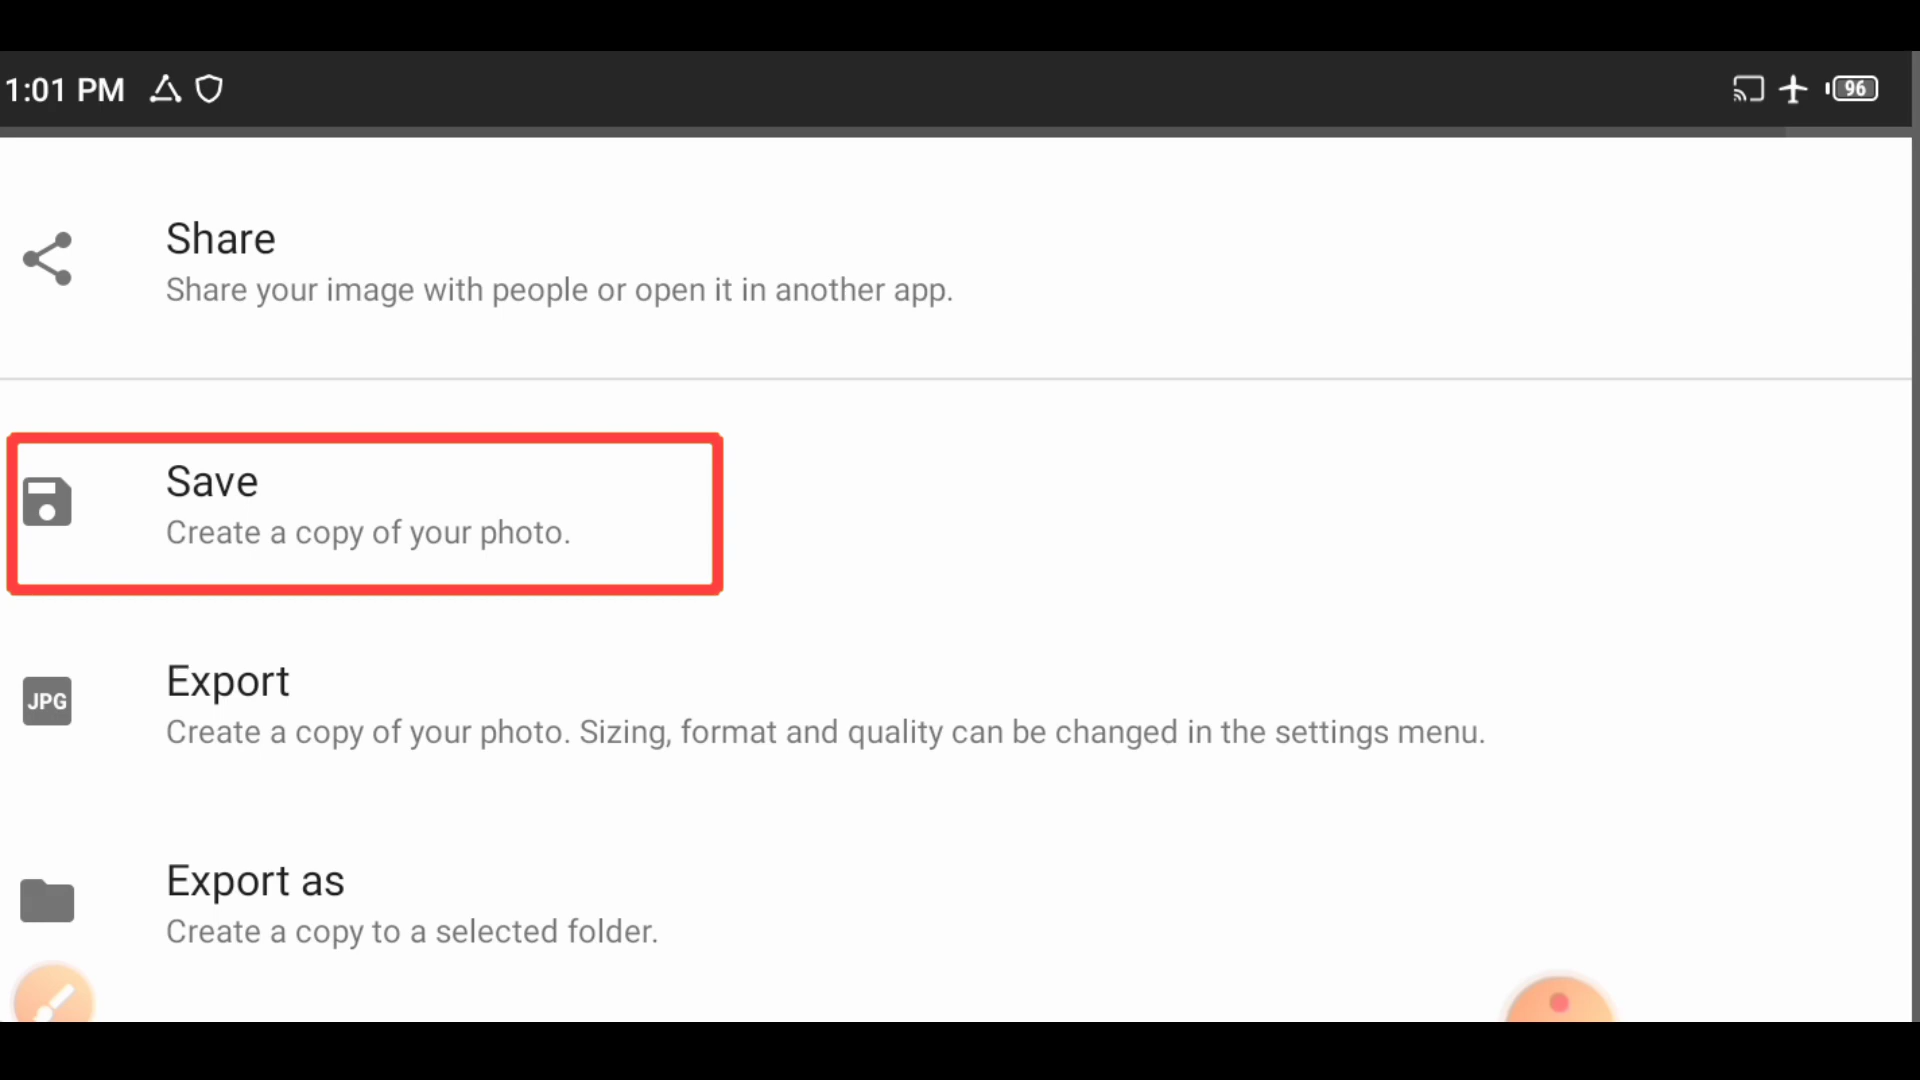 1:01 PM
96
Share
Share your image with people or open it in another app.
Save
Create a copy of your photo.
JPG
Export
Create a copy of your photo. Sizing, format and quality can be changed in the settings menu.
Export as
Create a copy to a selected folder.